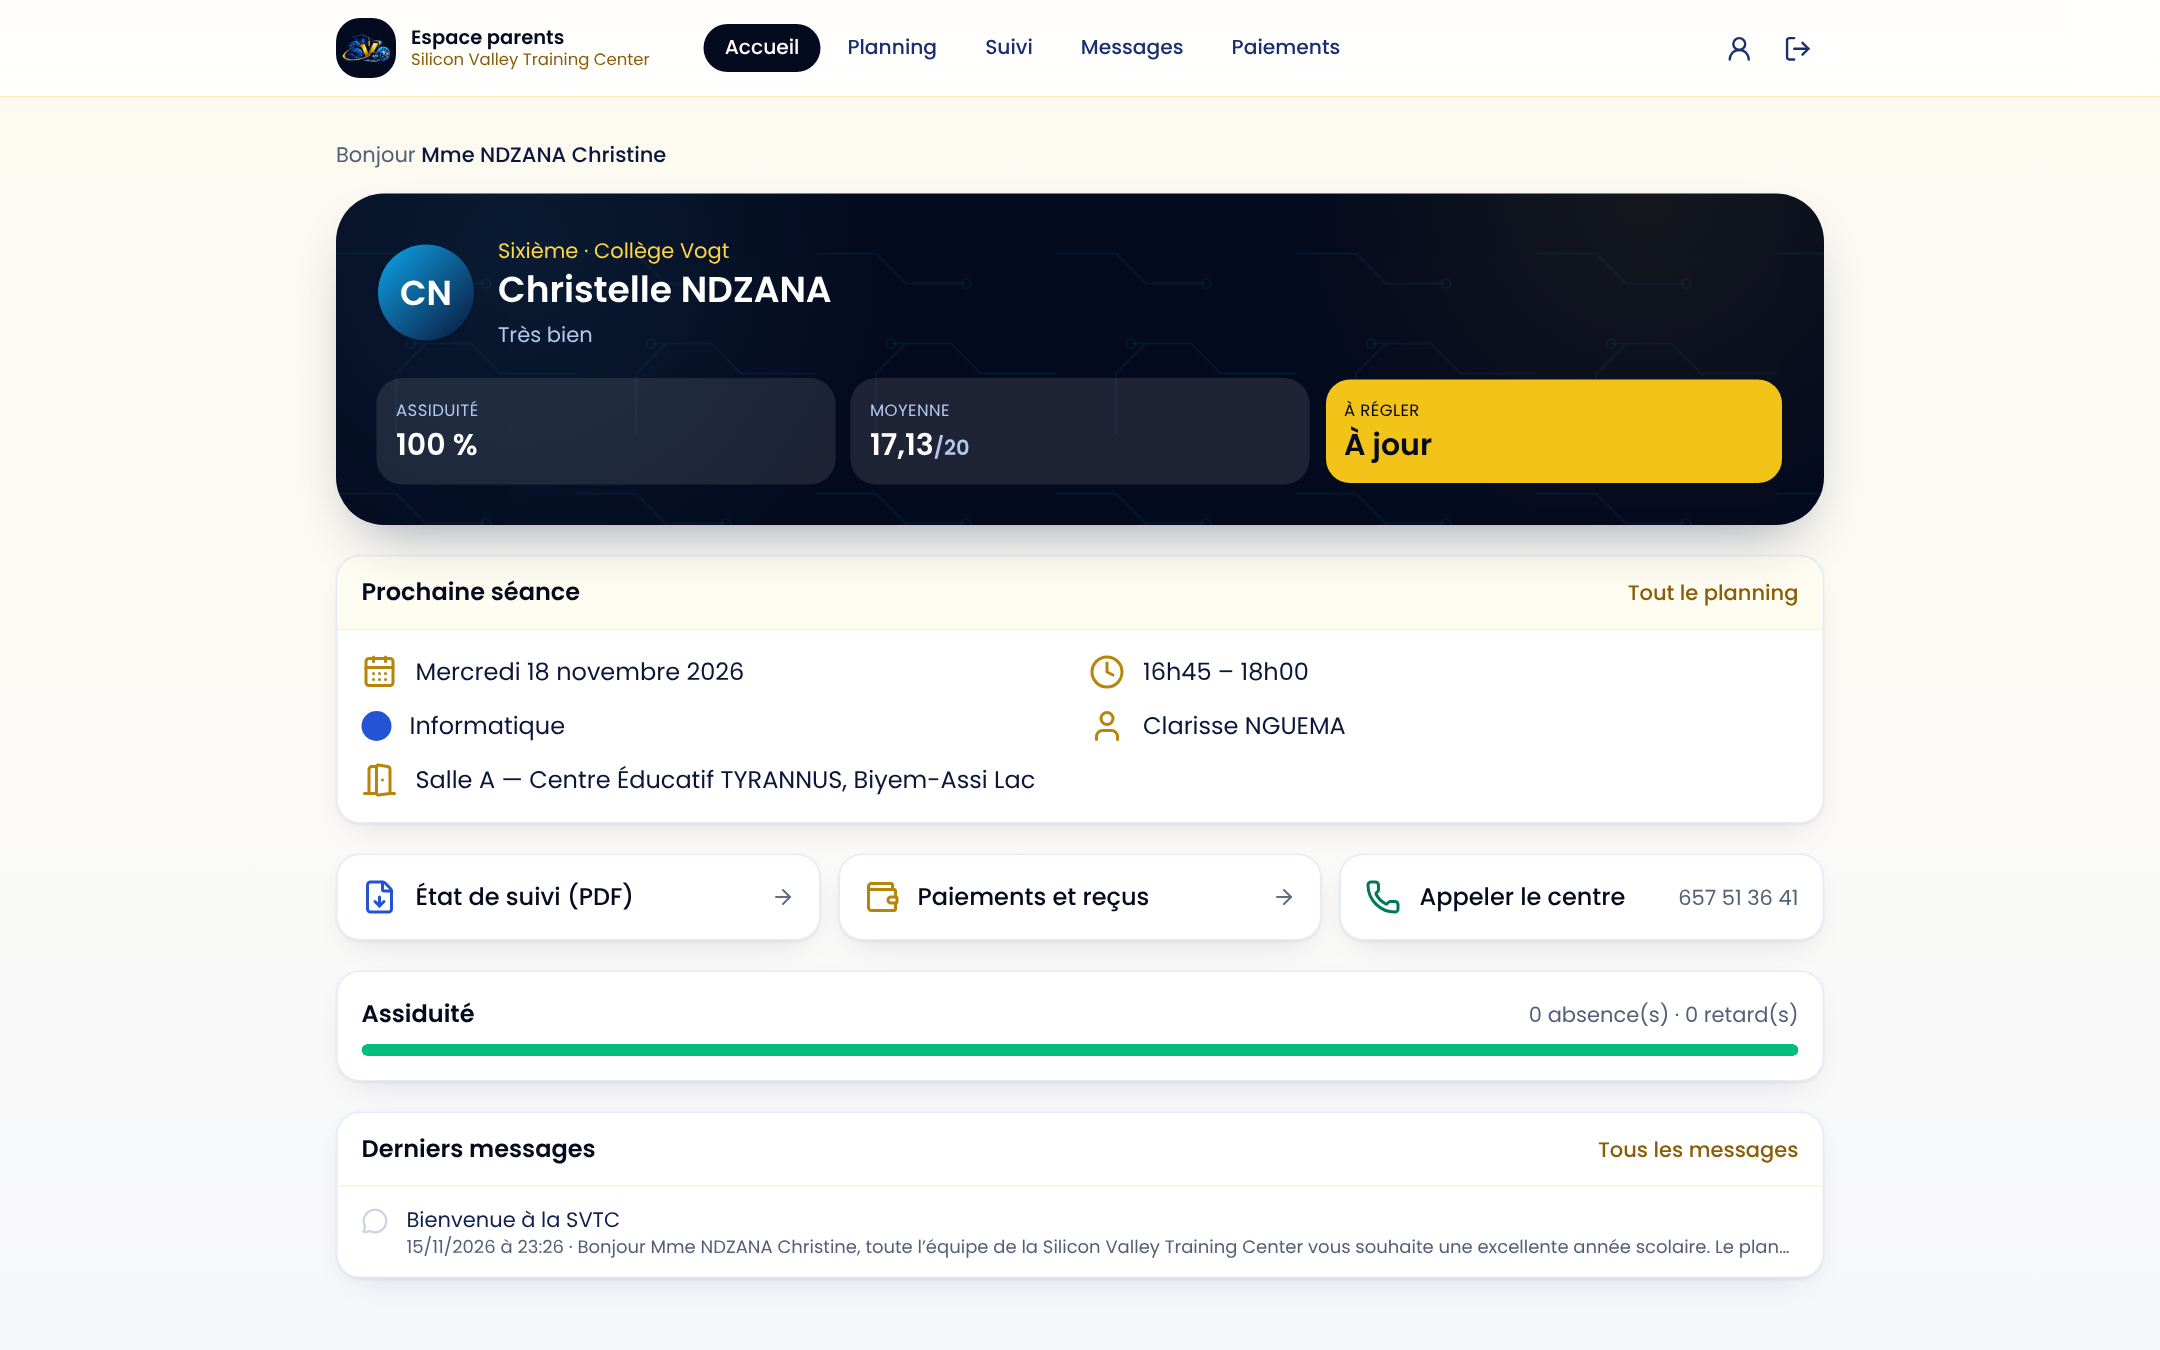 Espace parents
Silicon Valley Training Center
Accueil
Planning
Suivi
Messages
Paiements
Bonjour Mme NDZANA Christine
CN
Sixième · Collège Vogt
Christelle NDZANA
Très bien
ASSIDUITÉ
100 %
MOYENNE
17,13/20
À RÉGLER
À jour
Prochaine séance
Tout le planning
Mercredi 18 novembre 2026
16h45 – 18h00
Informatique
Clarisse NGUEMA
Salle A — Centre Éducatif TYRANNUS, Biyem-Assi Lac
État de suivi (PDF)
Paiements et reçus
Appeler le centre
657 51 36 41
Assiduité
0 absence(s) · 0 retard(s)
Derniers messages
Tous les messages
Bienvenue à la SVTC
15/11/2026 à 23:26 · Bonjour Mme NDZANA Christine, toute l’équipe de la Silicon Valley Training Center vous souhaite une excellente année scolaire. Le plan…